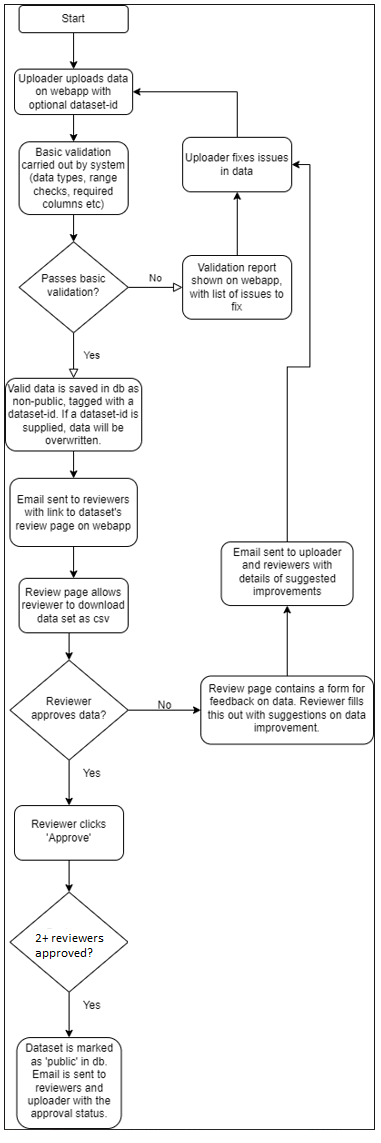 Start
Uploader uploads data
on webapp with
optional dataset-id
Basic validation
carried out by system
(data types, range
checks, required
columns etc)
Uploader fixes issues
in data
Passes basic
validation?
No
Validation report
shown on webapp,
with list of issues to
fix
Yes
Valid data is saved in db as
non-public, tagged with a
dataset-id. If a dataset-id is
supplied, data will be
overwritten.
Email sent to reviewers
with link to dataset's
review page on webapp
Email sent to uploader
and reviewers with
details of suggested
improvements
Review page allows
reviewer to download
data set as csv
Reviewer
approves data?
No
Review page contains a form for
feedback on data. Reviewer fills
this out with suggestions on data
improvement.
Yes
Reviewer clicks
'Approve'
2+ reviewers
approved?
Yes
Dataset is marked
as 'public' in db.
Email is sent to
reviewers and
uploader with the
approval status.